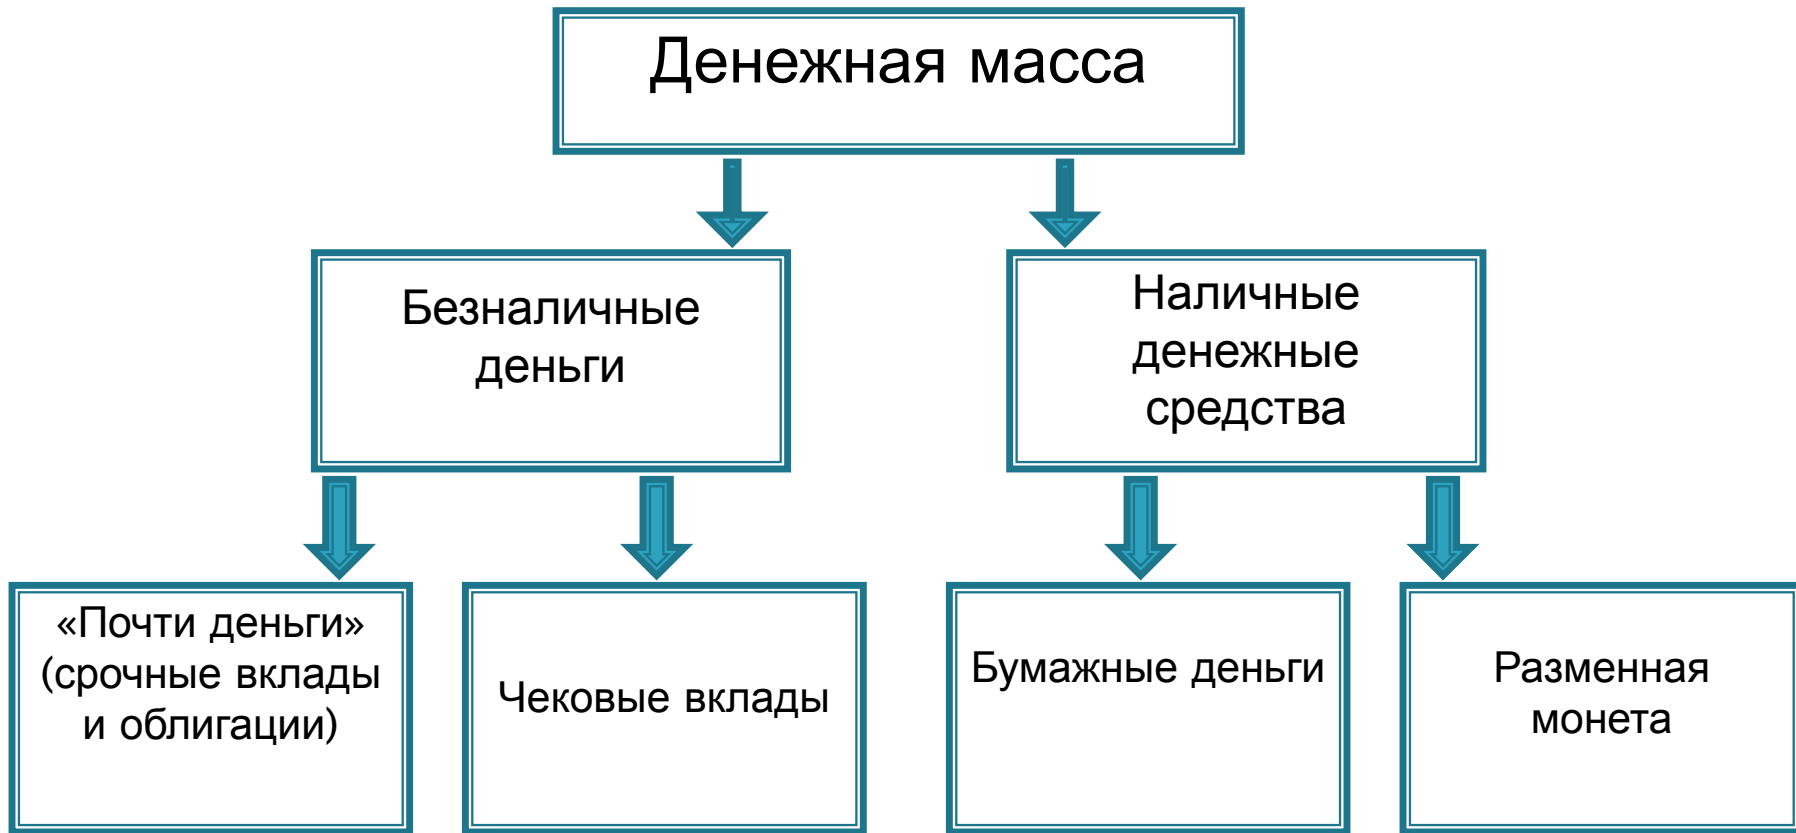 Денежная масса
Безналичные
деньги
Наличные
денежные
средства
«Почти деньги»
(срочные вклады
и облигации)
Чековые вклады
Бумажные деньги
Разменная
монета